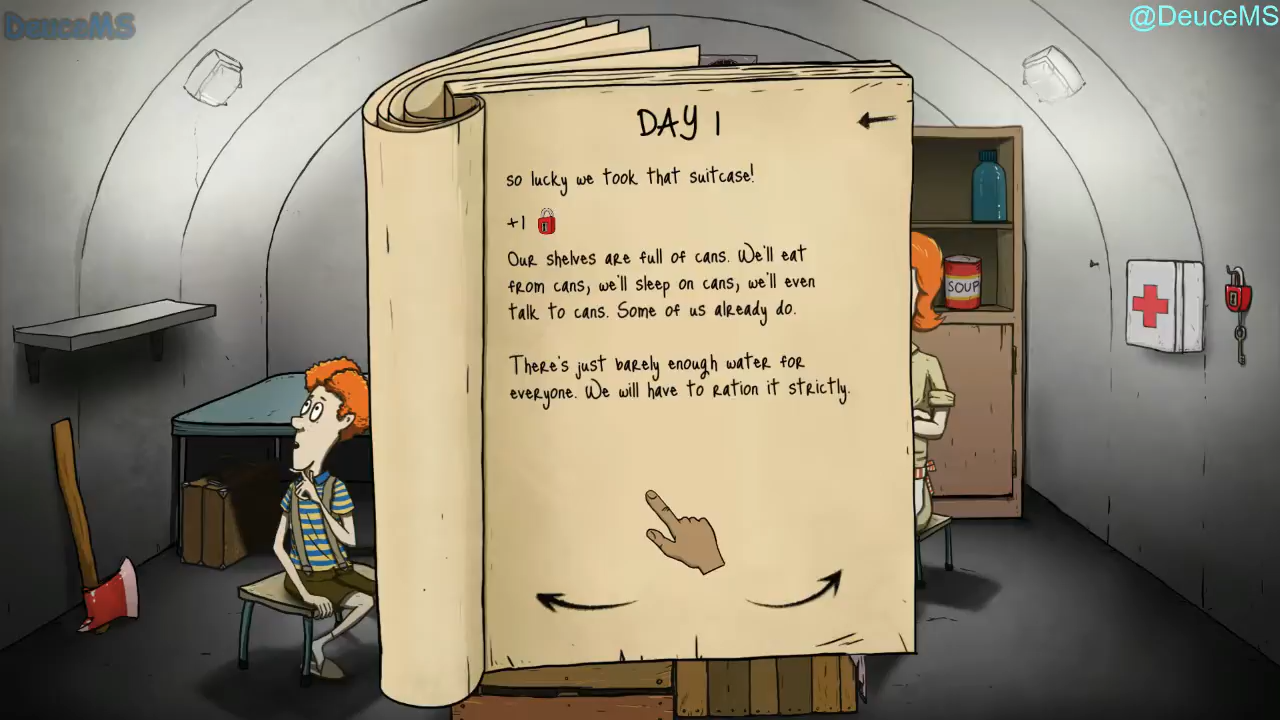 DeuceMS
@DeuceMS
DAY 1
so lucky we took that suitcase!
+1
Our shelves are full of cans. We'll eat
from cans, we'll sleep on cans, we'll even
talk to cans. Some of us already do.
There's just barely enough water for
everyone. We will have to ration it strictly.
SOUP